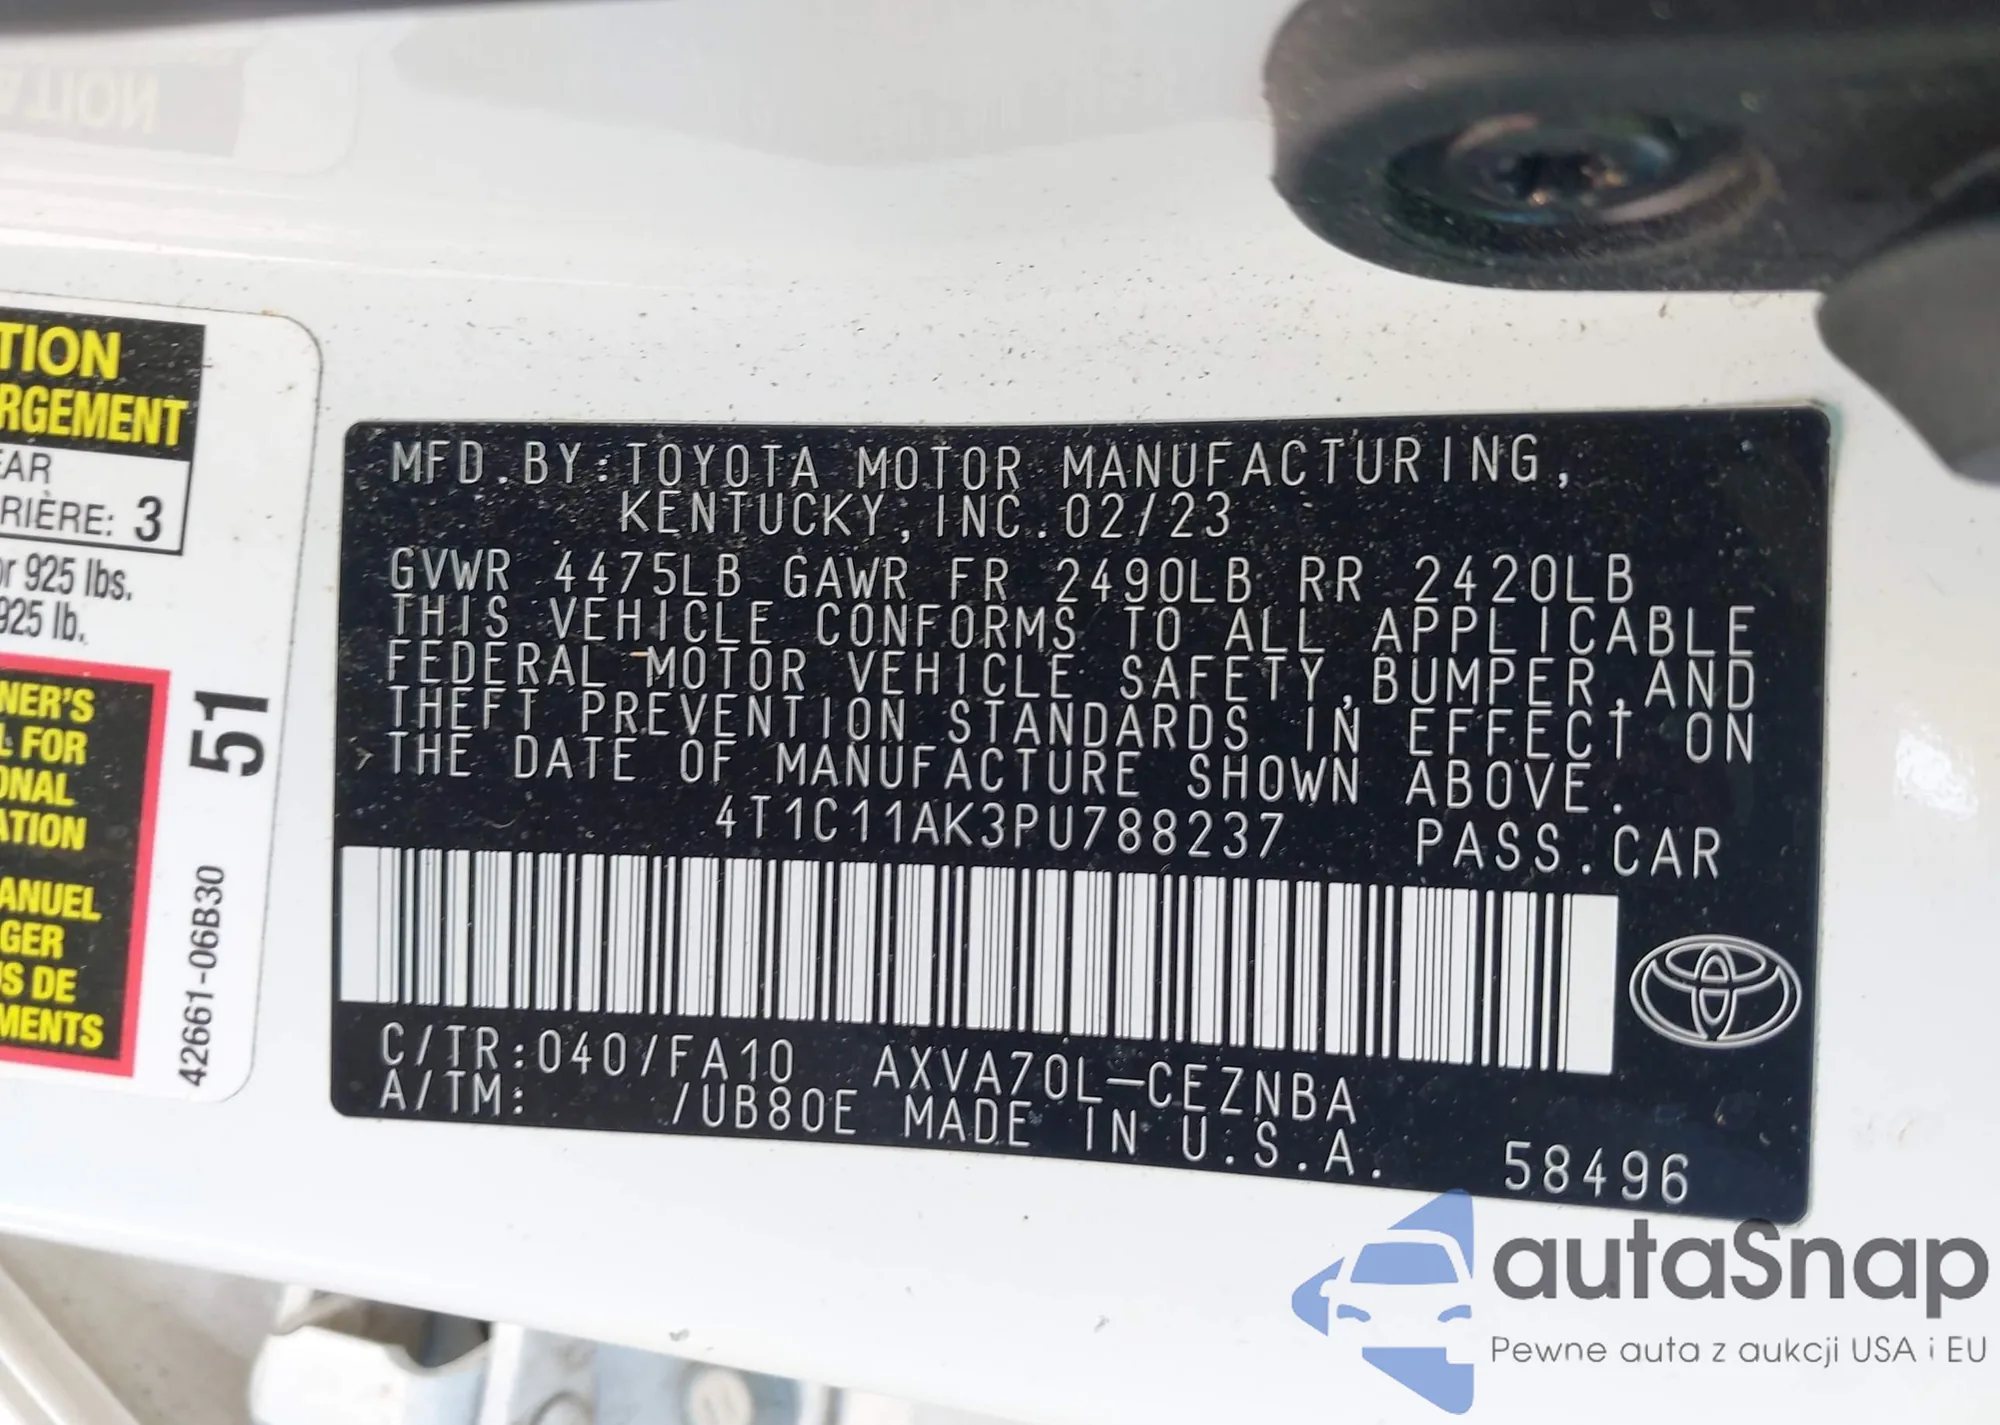 TION
RGEMENT
EAR
RIÈRE: 3
or 925 lbs.
925 lb.
NER'S
L FOR
ONAL
ATION
ANUEL
GER
US DE
MENTS
51
42661-06B30
MFD.BY:TOYOTA MOTOR MANUFACTURING,
KENTUCKY,INC.02/23
GVWR 4475LB GAWR FR 2490LB RR 2420LB
THIS VEHICLE CONFORMS TO ALL APPLICABLE
FEDERAL MOTOR VEHICLE SAFETY,BUMPER,AND
THEFT PREVENTION STANDARDS IN EFFECT ON
THE DATE OF MANUFACTURE SHOWN ABOVE.
4T1C11AK3PU788237 PASS.CAR
C/TR:040/FA10 AXVA70L-CEZNBA
A/TM: /UB80E MADE IN U.S.A.
58496
autaSnap
Pewne auta z aukcji USA i EU